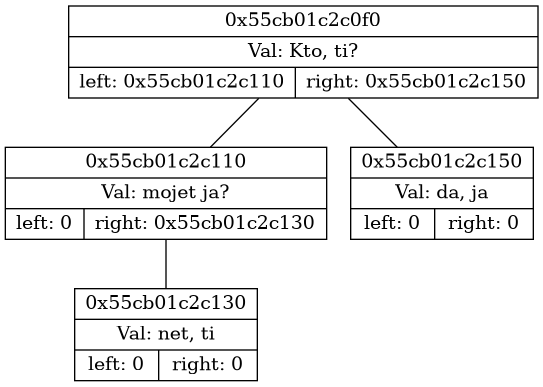 0x55cb01c2c0f0
Val: Kto, ti?
left: 0x55cb01c2c110 right: 0x55cb01c2c150
0x55cb01c2c110
Val: mojet ja?
left: 0 right: 0x55cb01c2c130
0x55cb01c2c150
Val: da, ja
left: 0 right: 0
0x55cb01c2c130
Val: net, ti
left: 0 right: 0